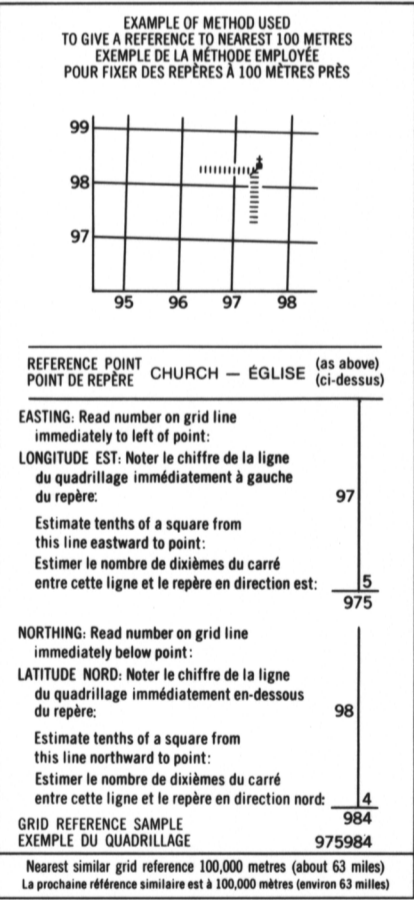 EXAMPLE OF METHOD USED
TO GIVE A REFERENCE TO NEAREST 100 METRES
EXEMPLE DE LA MÉTHODE EMPLOYÉE
POUR FIXER DES REPÈRES À 100 MÈTRES PRÈS
99
98
97
95 96 97 98
REFERENCE POINT
POINT DE REPÈRE
CHURCH — ÉGLISE
(as above)
(ci-dessus)
EASTING: Read number on grid line
immediately to left of point:
LONGITUDE EST: Noter le chiffre de la ligne
du quadrillage immédiatement à gauche
du repère: 97
Estimate tenths of a square from
this line eastward to point:
Estimer le nombre de dixièmes du carré
entre cette ligne et le repère en direction est: 5
975
NORTHING: Read number on grid line
immediately below point:
LATITUDE NORD: Noter le chiffre de la ligne
du quadrillage immédiatement en-dessous
du repère: 98
Estimate tenths of a square from
this line northward to point:
Estimer le nombre de dixièmes du carré
entre cette ligne et le repère en direction nord: 4
984
GRID REFERENCE SAMPLE
EXEMPLE DU QUADRILLAGE 975984
Nearest similar grid reference 100,000 metres (about 63 miles)
La prochaine référence similaire est à 100,000 mètres (environ 63 milles)